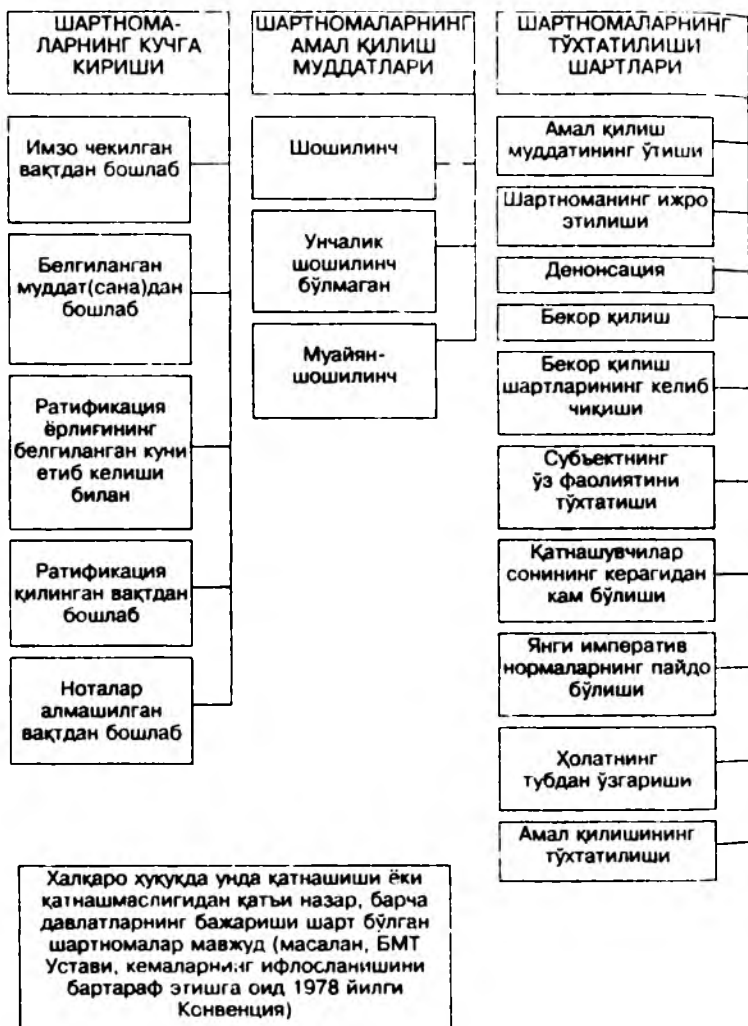 ШАРТНОМА-
ЛАРНИНГ КУЧГА
КИРИШИ
Имзо чекилган
вақтдан бошлаб
Белгиланган
муддат(сана)дан
бошлаб
Ратификация
ёрлиғининг
белгиланган куни
етиб келиши
билан
Ратификация
қилинган вақтдан
бошлаб
Ноталар
алмашилган
вақтдан бошлаб
ШАРТНОМАЛАРНИНГ
АМАЛ ҚИЛИШ
МУДДАТЛАРИ
Шошилинч
Унчалик
шошилинч
бўлмаган
Муайян-
шошилинч
ШАРТНОМАЛАРНИНГ
ТЎХТАТИЛИШИ
ШАРТЛАРИ
Амал қилиш
муддатининг ўтиши
Шартноманинг ижро
этилиши
Денонсация
Бекор қилиш
Бекор қилиш
шартларининг келиб
чиқиши
Субъектнинг
ўз фаолиятини
тўхтатиши
Қатнашувчилар
сонининг керагидан
кам бўлиши
Янги императив
нормаларнинг пайдо
бўлиши
Ҳолатнинг
тубдан ўзгариши
Амал қилишининг
тўхтатилиши
Халқаро ҳуқуқда унда қатнашиши ёки
қатнашмаслигидан қатъи назар, барча
давлатларнинг бажариши шарт бўлган
шартномалар мавжуд (масалан, БМТ
Устави, кемаларнинг ифлосланишини
бартараф этишга оид 1978 йилги
Конвенция)